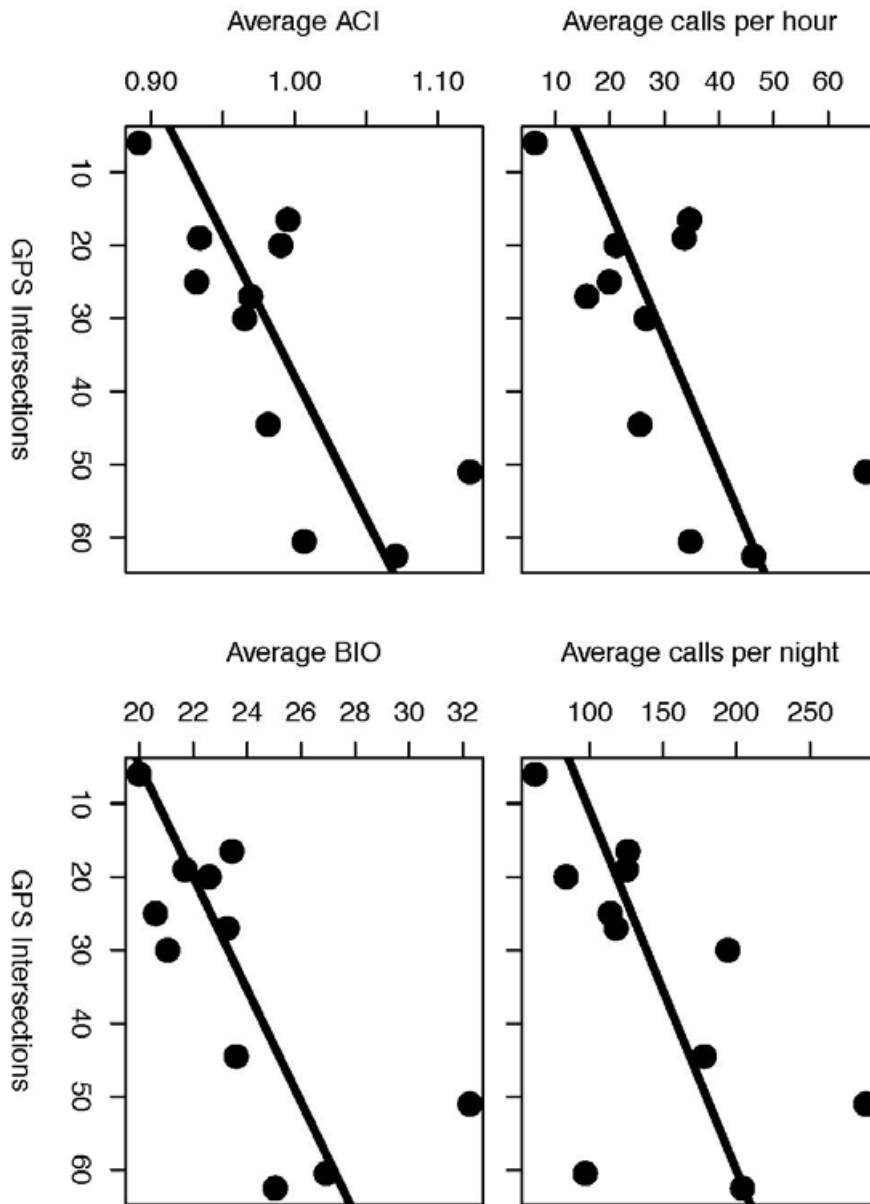 Average ACI
0.90 1.00 1.10
10
20
30
40
50
60
GPS Intersections
Average calls per hour
10 20 30 40 50 60
Average BIO
20 22 24 26 28 30 32
10
20
30
40
50
60
GPS Intersections
Average calls per night
100 150 200 250